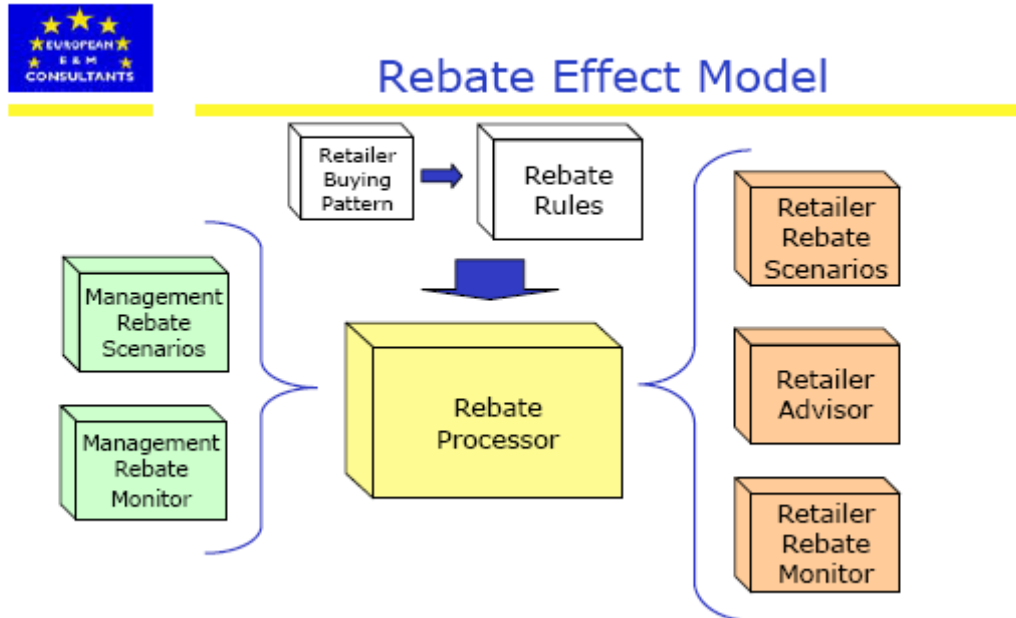 EUROPEAN
E & M
CONSULTANTS
Rebate Effect Model
Retailer
Buying
Pattern
Rebate
Rules
Management
Rebate
Scenarios
Management
Rebate
Monitor
Rebate
Processor
Retailer
Rebate
Scenarios
Retailer
Advisor
Retailer
Rebate
Monitor